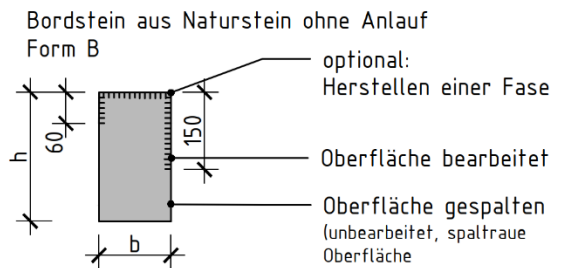 Bordstein aus Naturstein ohne Anlauf
Form B
optional:
Herstellen einer Fase
60
150
h
Oberfläche bearbeitet
Oberfläche gespalten
(unbearbeitet, spaltraue
Oberfläche
b